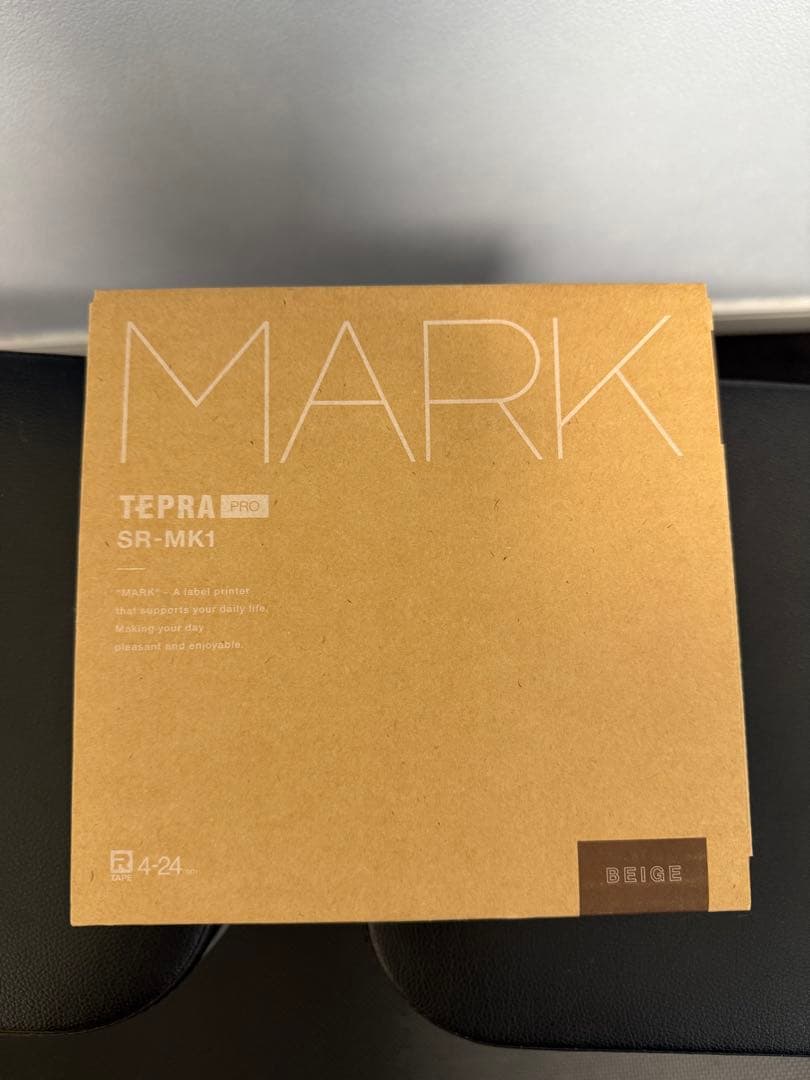 MARK
TEPRA PRO
SR-MK1
"MARK" – A label printer
that supports your daily life.
Making your day
pleasant and enjoyable.
R
TAPE
4-24mm
BEIGE